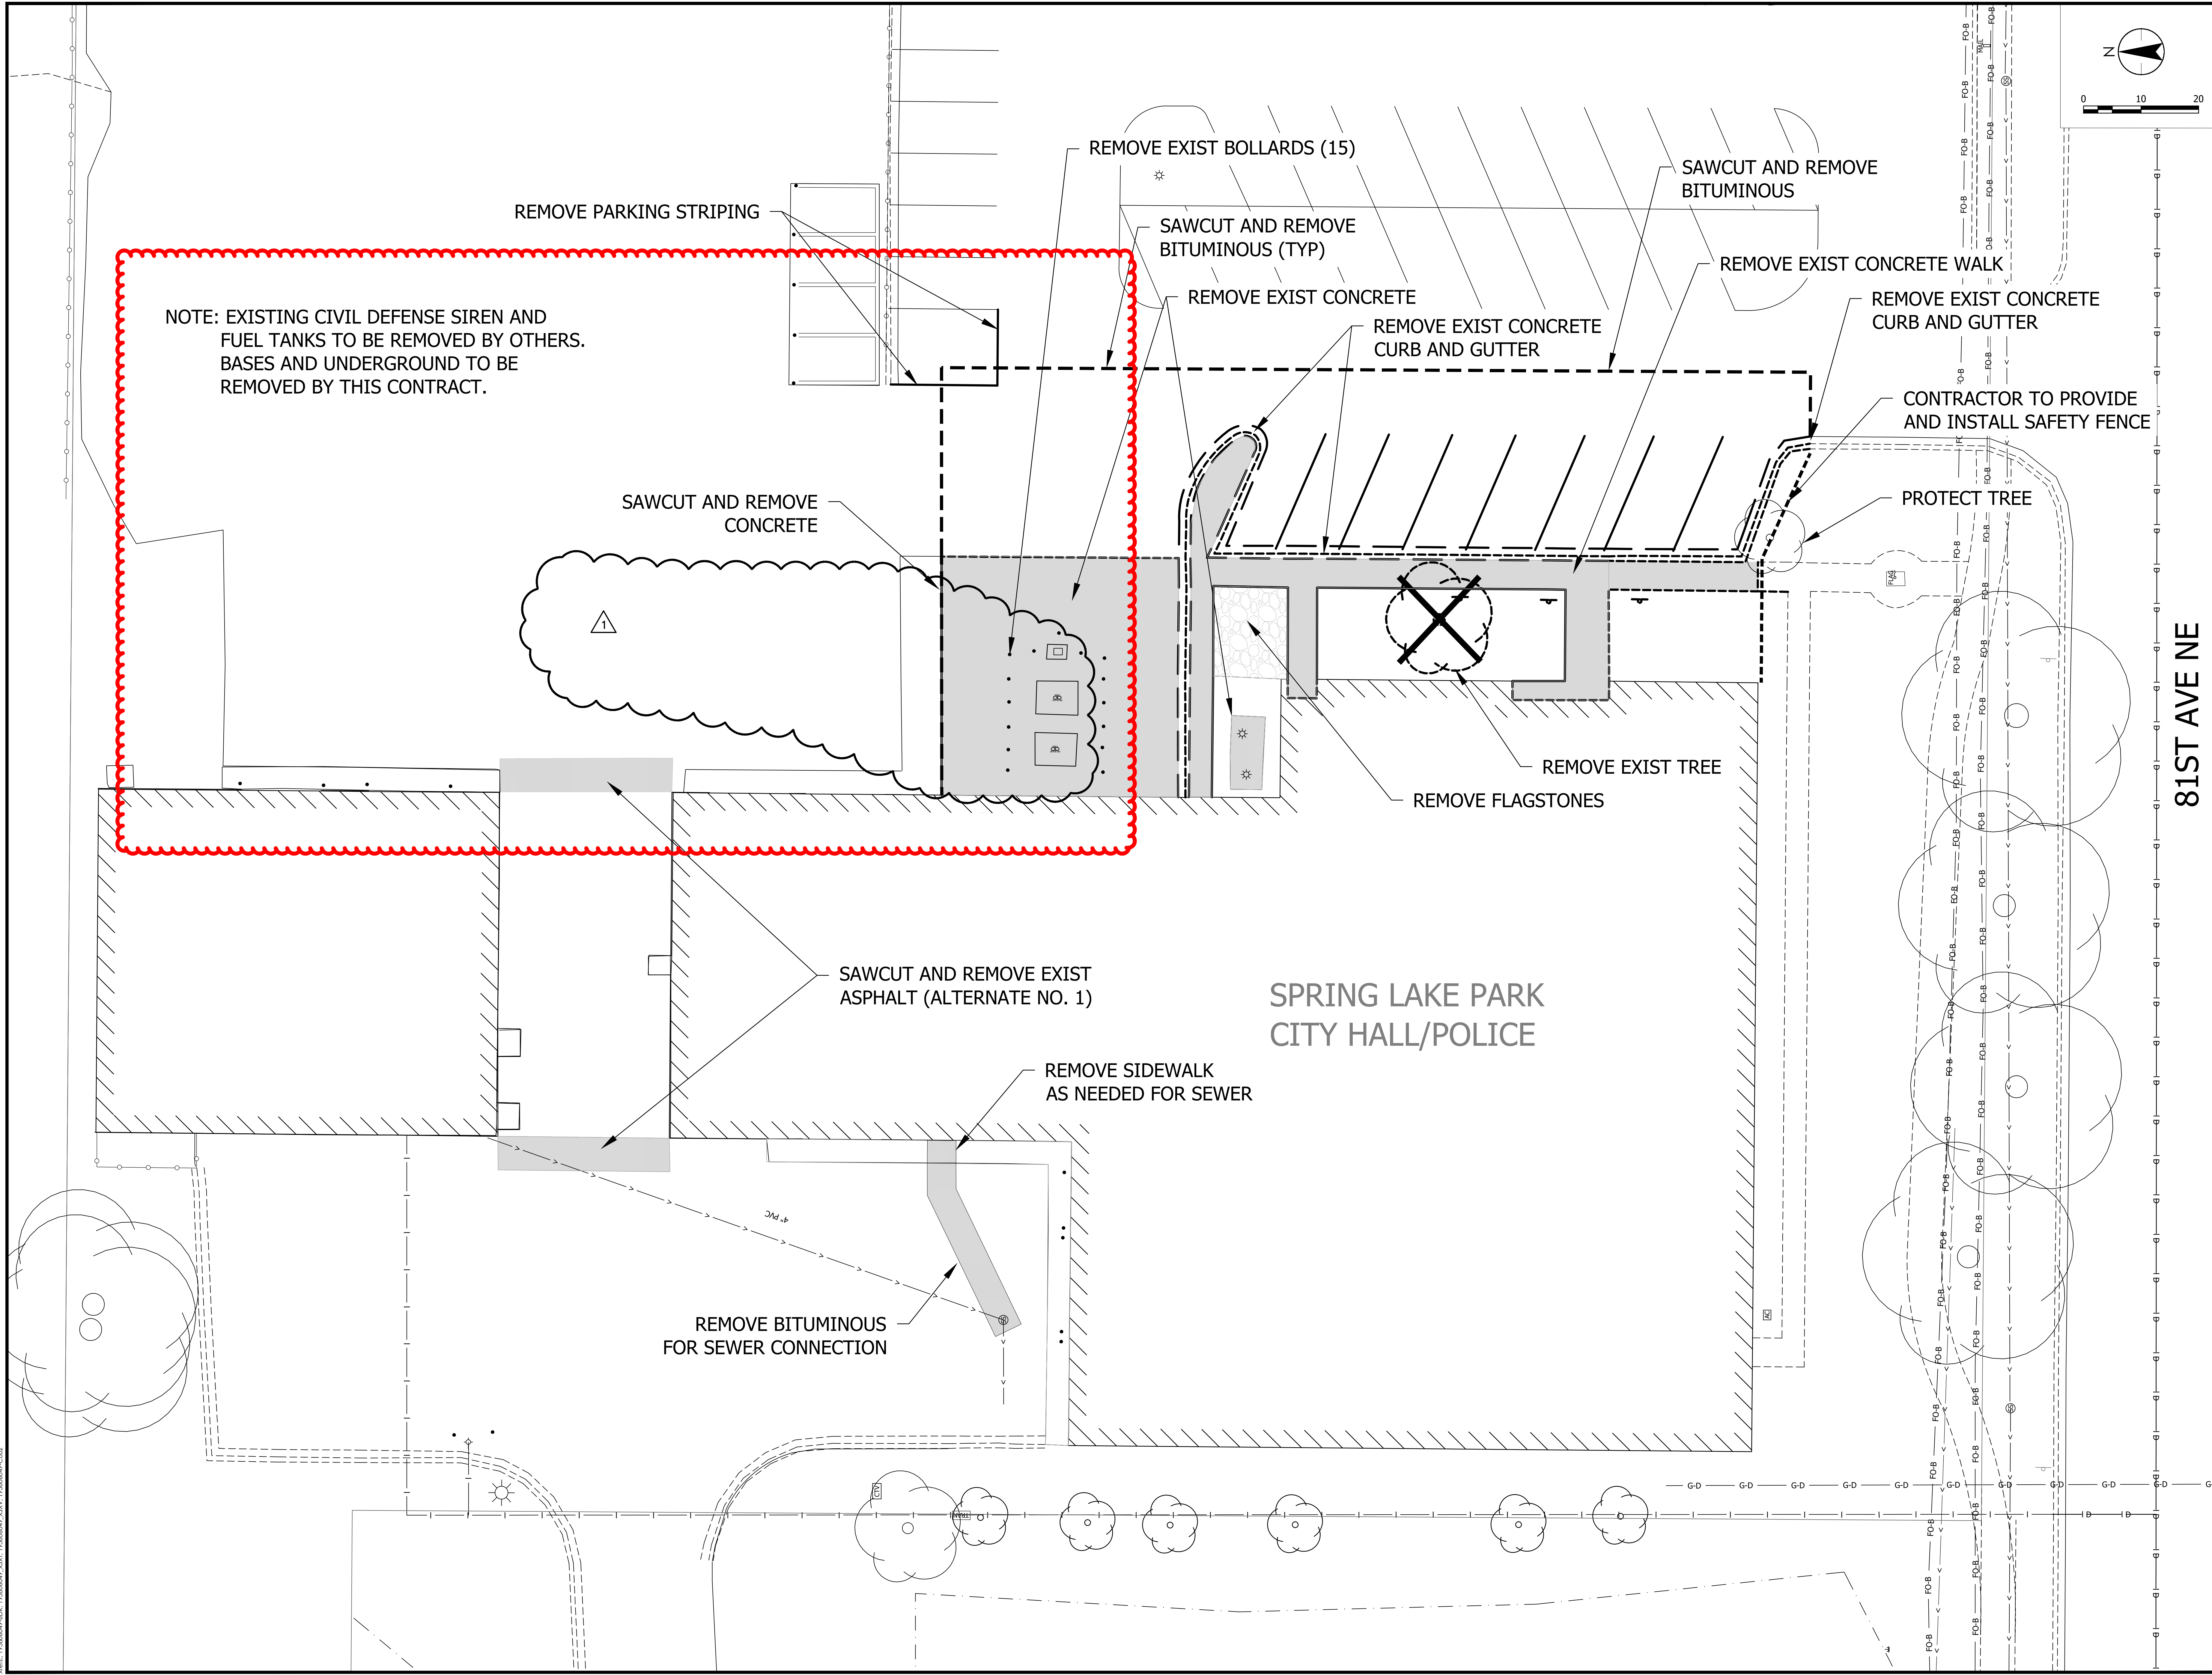 N
0 10 20
REMOVE EXIST BOLLARDS (15)
SAWCUT AND REMOVE
BITUMINOUS
REMOVE PARKING STRIPING
SAWCUT AND REMOVE
BITUMINOUS (TYP)
REMOVE EXIST CONCRETE WALK
REMOVE EXIST CONCRETE
REMOVE EXIST CONCRETE
CURB AND GUTTER
NOTE: EXISTING CIVIL DEFENSE SIREN AND
FUEL TANKS TO BE REMOVED BY OTHERS.
BASES AND UNDERGROUND TO BE
REMOVED BY THIS CONTRACT.
REMOVE EXIST CONCRETE
CURB AND GUTTER
CONTRACTOR TO PROVIDE
AND INSTALL SAFETY FENCE
SAWCUT AND REMOVE
CONCRETE
PROTECT TREE
FLAG
1
81ST AVE NE
REMOVE EXIST TREE
REMOVE FLAGSTONES
SAWCUT AND REMOVE EXIST
ASPHALT (ALTERNATE NO. 1)
SPRING LAKE PARK
CITY HALL/POLICE
REMOVE SIDEWALK
AS NEEDED FOR SEWER
4" PVC
REMOVE BITUMINOUS
FOR SEWER CONNECTION
AC
CTV
G-D G-D G-D G-D G-D G-D G-D G-D G-D G-D
FO-B